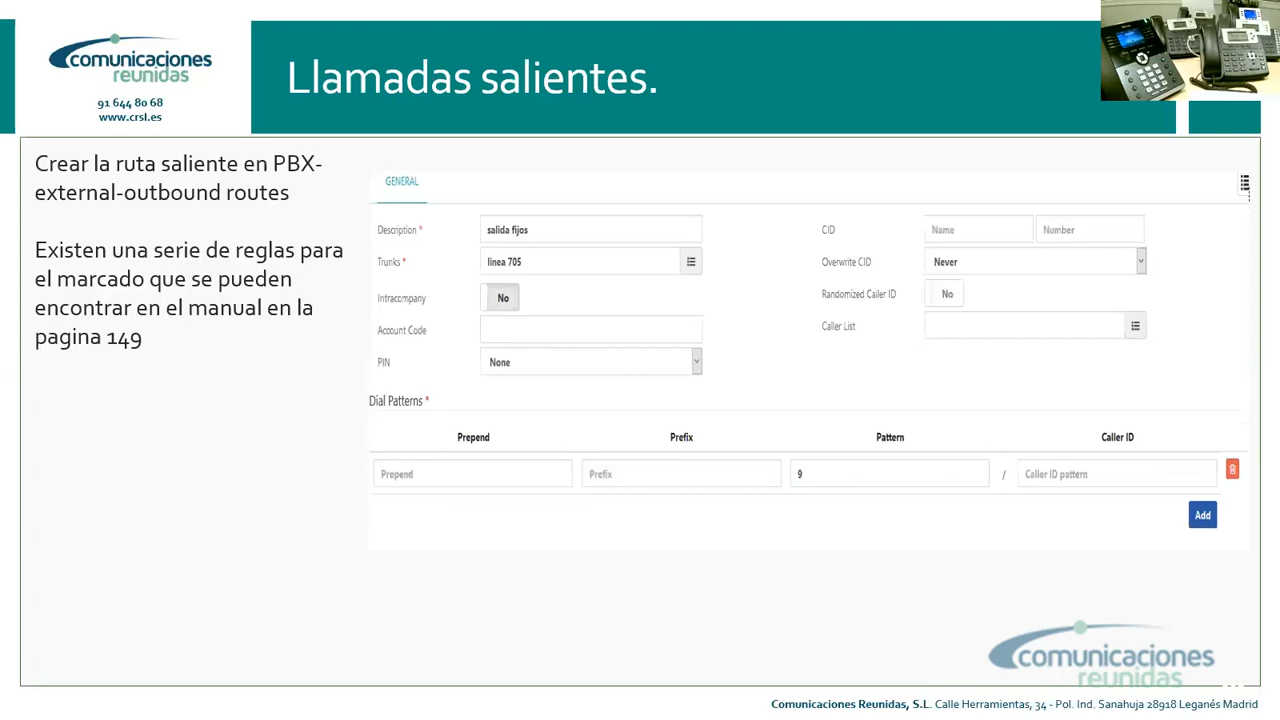 comunicaciones
reunidas
91 644 80 68
www.crsl.es
Llamadas salientes.
Crear la ruta saliente en PBX-
external-outbound routes
Existen una serie de reglas para
el marcado que se pueden
encontrar en el manual en la
pagina 149
GENERAL
Description * salida fijos CID Name Number
Trunks * linea 705 Overwrite CID Never
Intracompany No Randomized Caller ID No
Account Code Caller List
PIN None
Dial Patterns *
Prepend Prefix Pattern Caller ID
Prepend Prefix 9 / Caller ID pattern
Add
comunicaciones
reunidas
Comunicaciones Reunidas, S.L. Calle Herramientas, 34 - Pol. Ind. Sanahuja 28918 Leganés Madrid